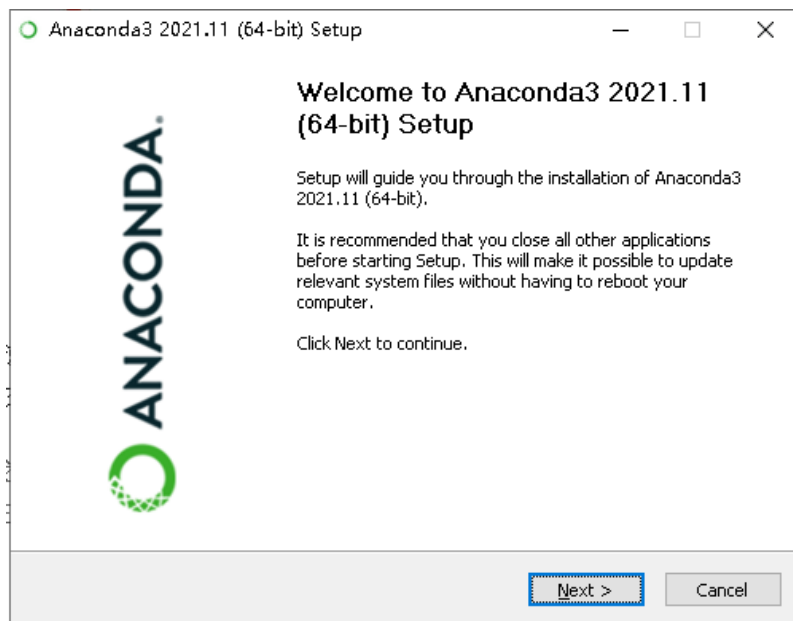 Anaconda3 2021.11 (64-bit) Setup
ANACONDA.
Welcome to Anaconda3 2021.11
(64-bit) Setup
Setup will guide you through the installation of Anaconda3
2021.11 (64-bit).
It is recommended that you close all other applications
before starting Setup. This will make it possible to update
relevant system files without having to reboot your
computer.
Click Next to continue.
Next >
Cancel